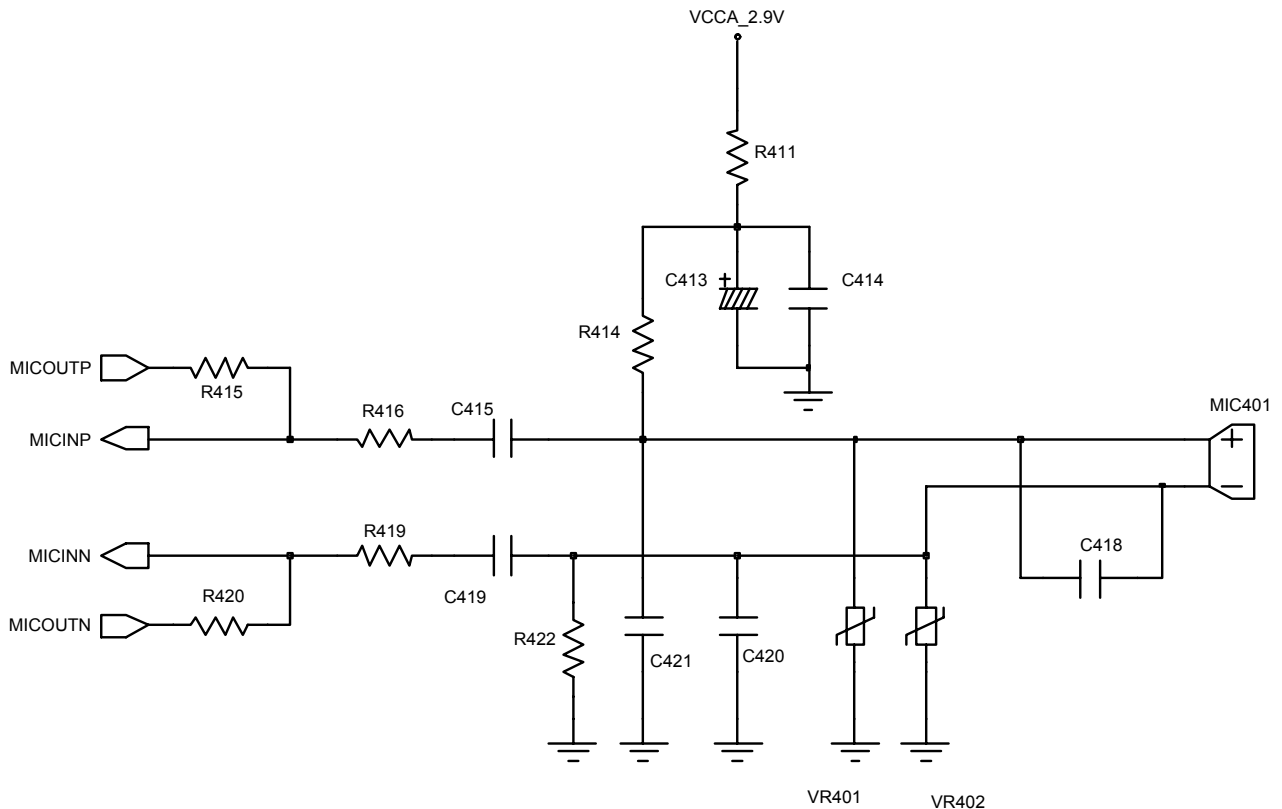 VCCA_2.9V
R411
C413
+
C414
R414
MICOUTP
R415
R416
C415
MIC401
MICINP
+
−
R419
MICINN
C418
C419
R420
MICOUTN
R422
C421
C420
VR401
VR402